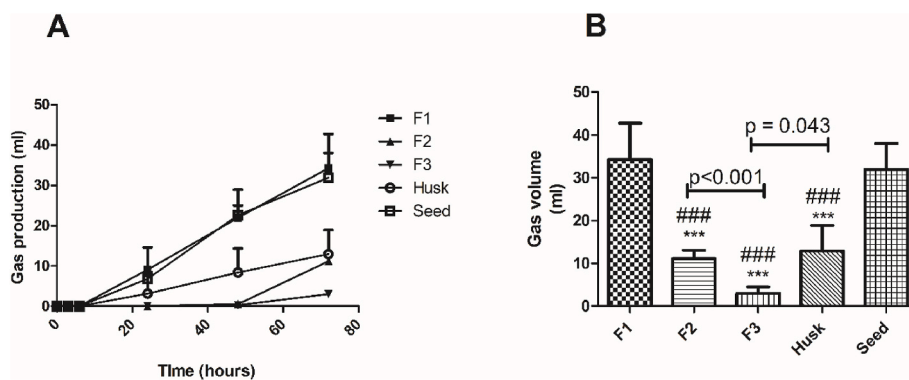 A
Gas production (ml)
50
40
30
20
10
0
0
20
40
60
80
TIme (hours)
F1
F2
F3
Husk
Seed
B
Gas volume
(ml)
50
40
30
20
10
0
p = 0.043
p<0.001
###
***
###
***
###
***
F1
F2
F3
Husk
Seed